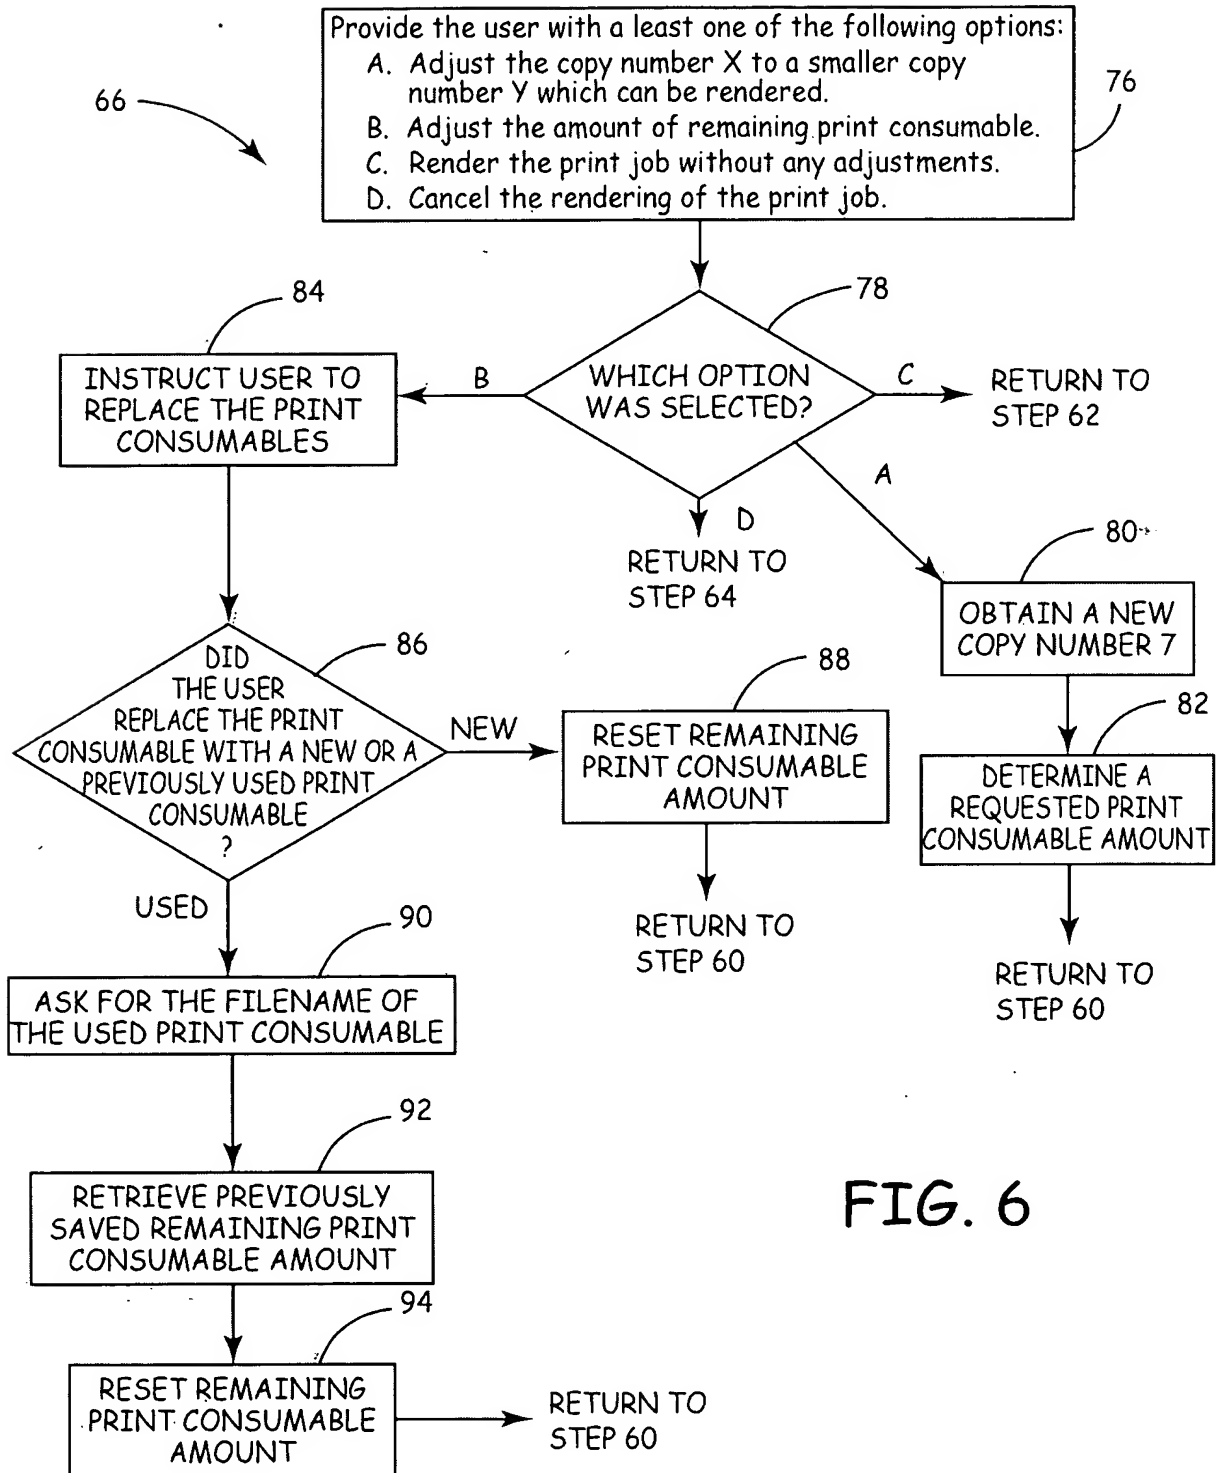 Provide the user with a least one of the following options:
A. Adjust the copy number X to a smaller copy
number Y which can be rendered.
B. Adjust the amount of remaining print consumable.
C. Render the print job without any adjustments.
D. Cancel the rendering of the print job.
66
76
78
84
INSTRUCT USER TO
REPLACE THE PRINT
CONSUMABLES
B
WHICH OPTION
WAS SELECTED?
C
RETURN TO
STEP 62
A
D
RETURN TO
STEP 64
80
OBTAIN A NEW
COPY NUMBER 7
82
DETERMINE A
REQUESTED PRINT
CONSUMABLE AMOUNT
RETURN TO
STEP 60
86
DID
THE USER
REPLACE THE PRINT
CONSUMABLE WITH A NEW OR A
PREVIOUSLY USED PRINT
CONSUMABLE
?
NEW
88
RESET REMAINING
PRINT CONSUMABLE
AMOUNT
RETURN TO
STEP 60
USED
90
ASK FOR THE FILENAME OF
THE USED PRINT CONSUMABLE
92
RETRIEVE PREVIOUSLY
SAVED REMAINING PRINT
CONSUMABLE AMOUNT
94
RESET REMAINING
PRINT CONSUMABLE
AMOUNT
RETURN TO
STEP 60
FIG. 6